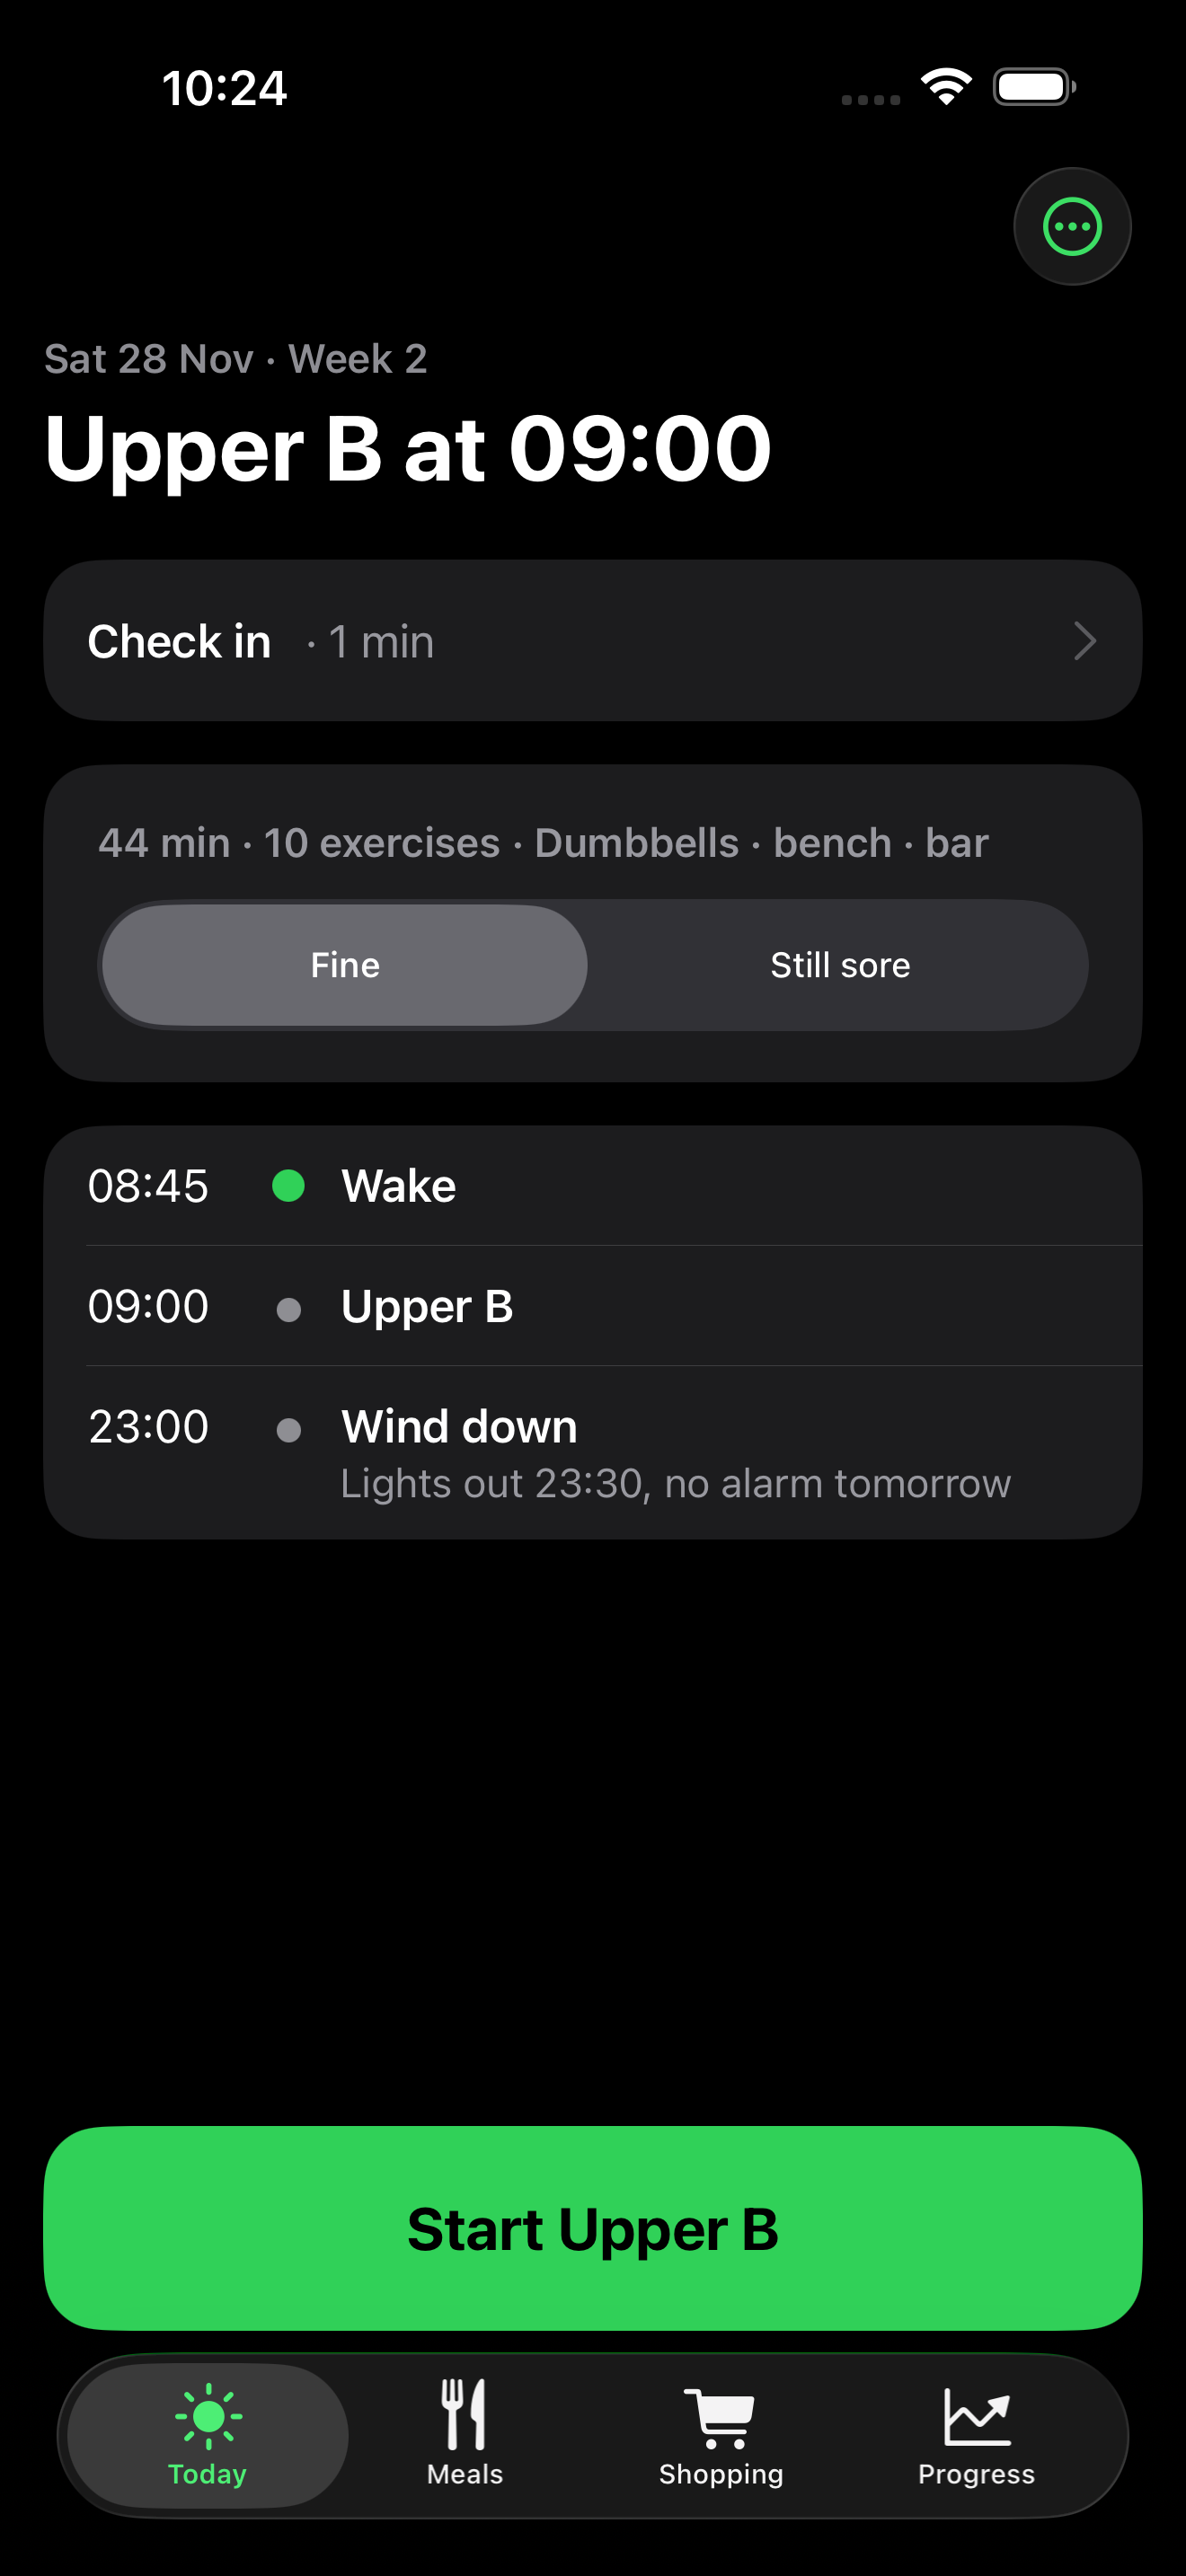 10:24
Sat 28 Nov · Week 2
Upper B at 09:00
Check in · 1 min
44 min · 10 exercises · Dumbbells · bench · bar
Fine Still sore
08:45 Wake
09:00 Upper B
23:00 Wind down
Lights out 23:30, no alarm tomorrow
Start Upper B
Today Meals Shopping Progress